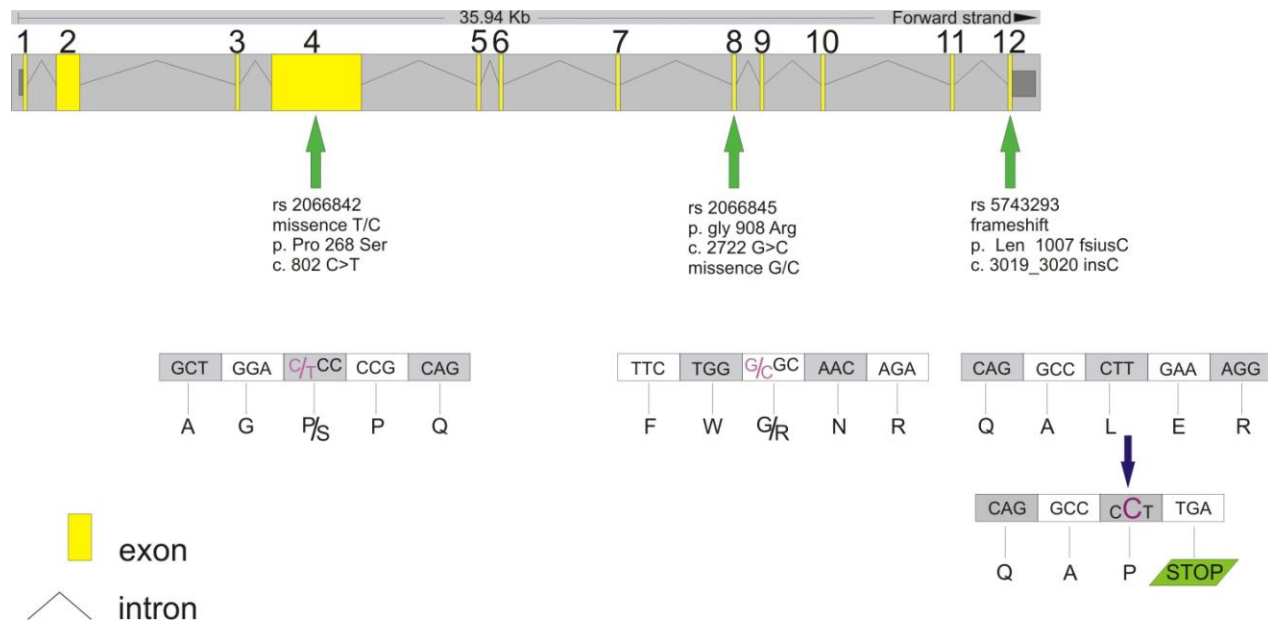 35.94 Kb Forward strand
1 2 3 4 5 6 7 8 9 10 11 12
rs 2066842
missence T/C
p. Pro 268 Ser
c. 802 C>T
rs 2066845
p. gly 908 Arg
c. 2722 G>C
missence G/C
rs 5743293
frameshift
p. Len 1007 fsiusC
c. 3019_3020 insC
GCT GGA C/TCC CCG CAG
A G P/S P Q
TTC TGG G/CGC AAC AGA
F W G/R N R
CAG GCC CTT GAA AGG
Q A L E R
CAG GCC CCT TGA
Q A P STOP
exon
intron